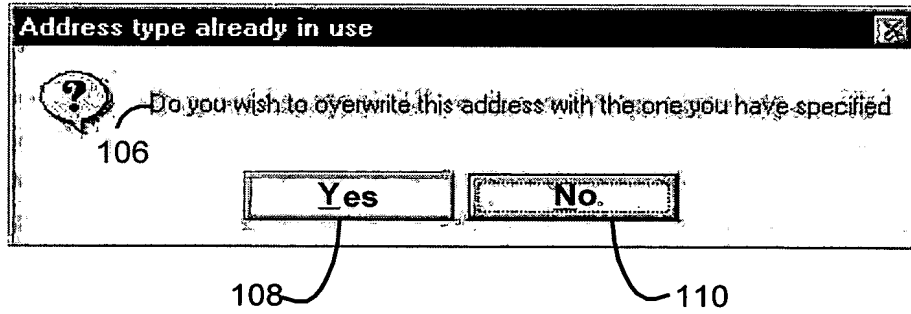 Address type already in use
?
Do you wish to overwrite this address with the one you have specified
106
Yes
No
108
110